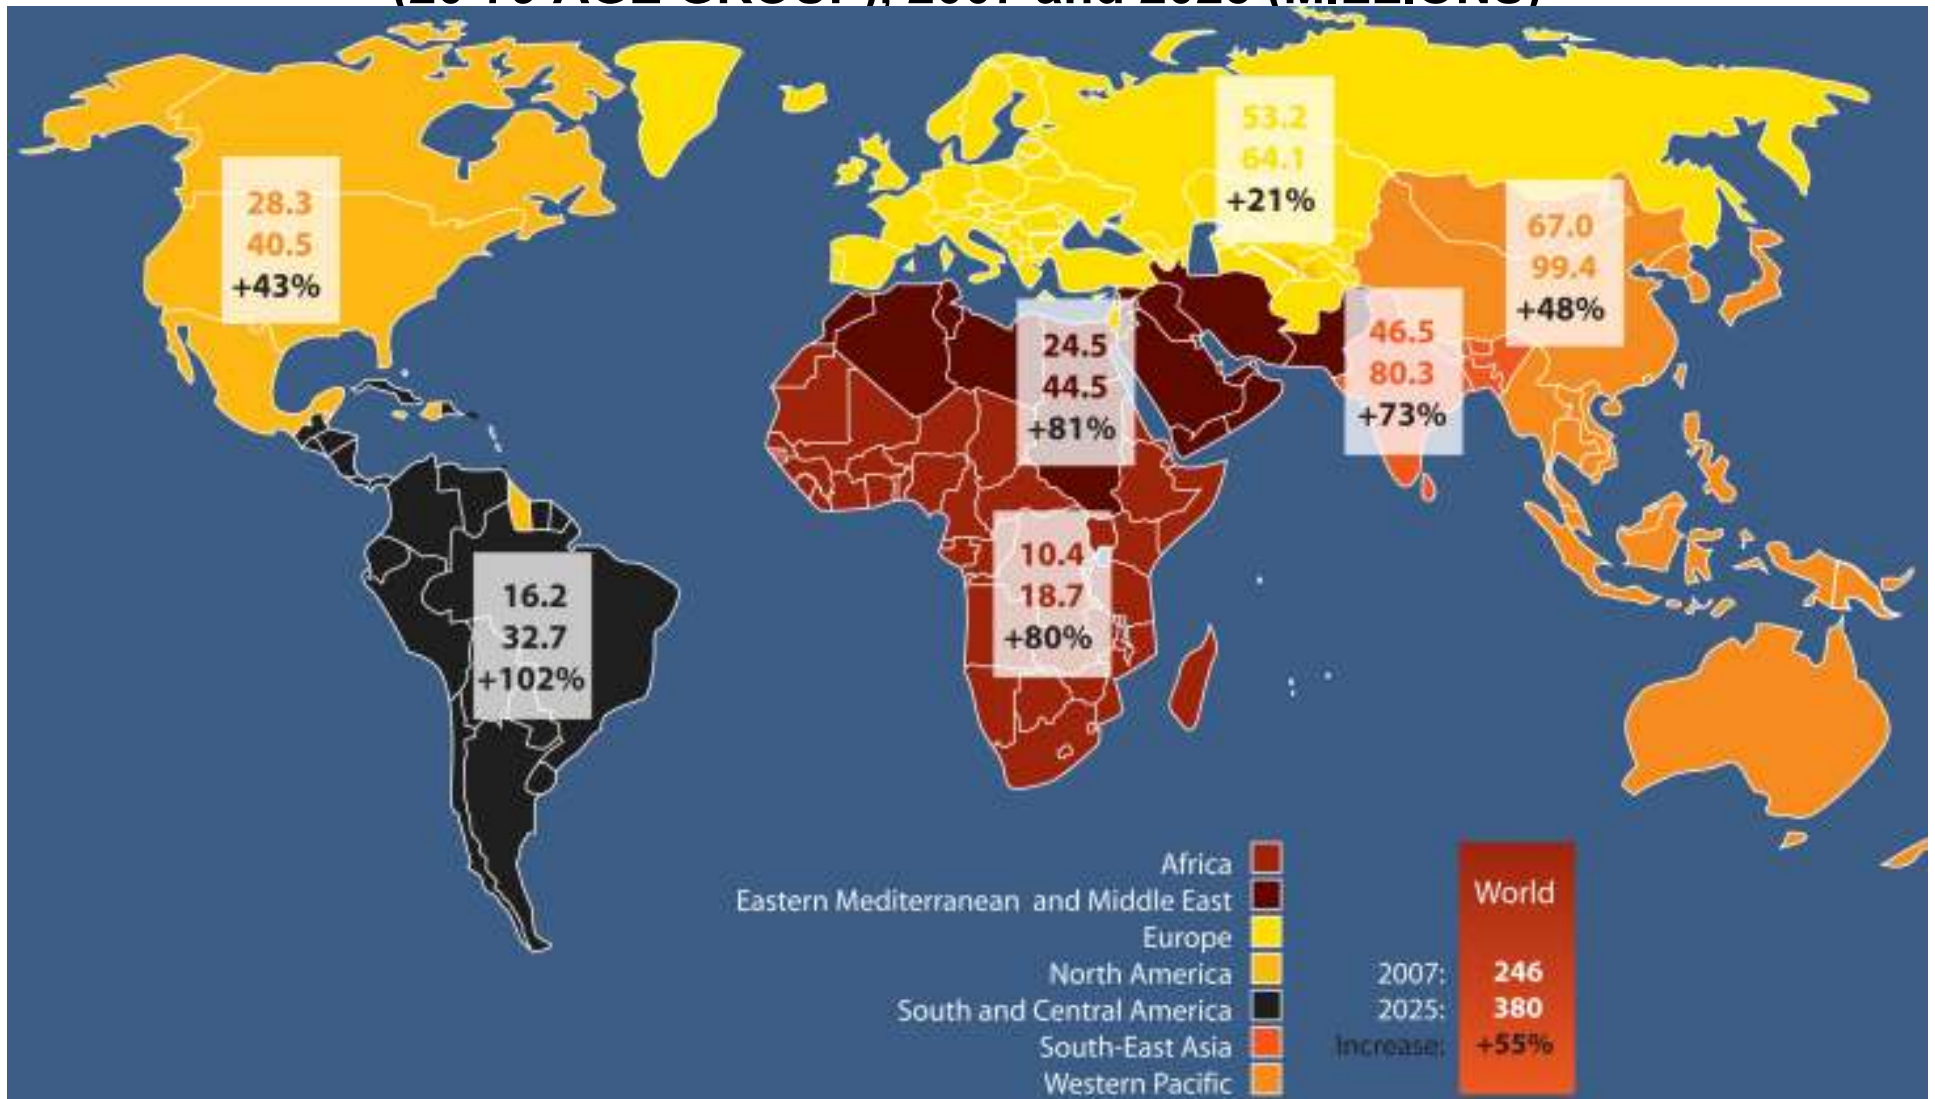 28.3
40.5
+43%
53.2
64.1
+21%
67.0
99.4
+48%
46.5
80.3
+73%
24.5
44.5
+81%
10.4
18.7
+80%
16.2
32.7
+102%
Africa
Eastern Mediterranean and Middle East
Europe
North America
South and Central America
South-East Asia
Western Pacific
World
2007: 246
2025: 380
Increase: +55%